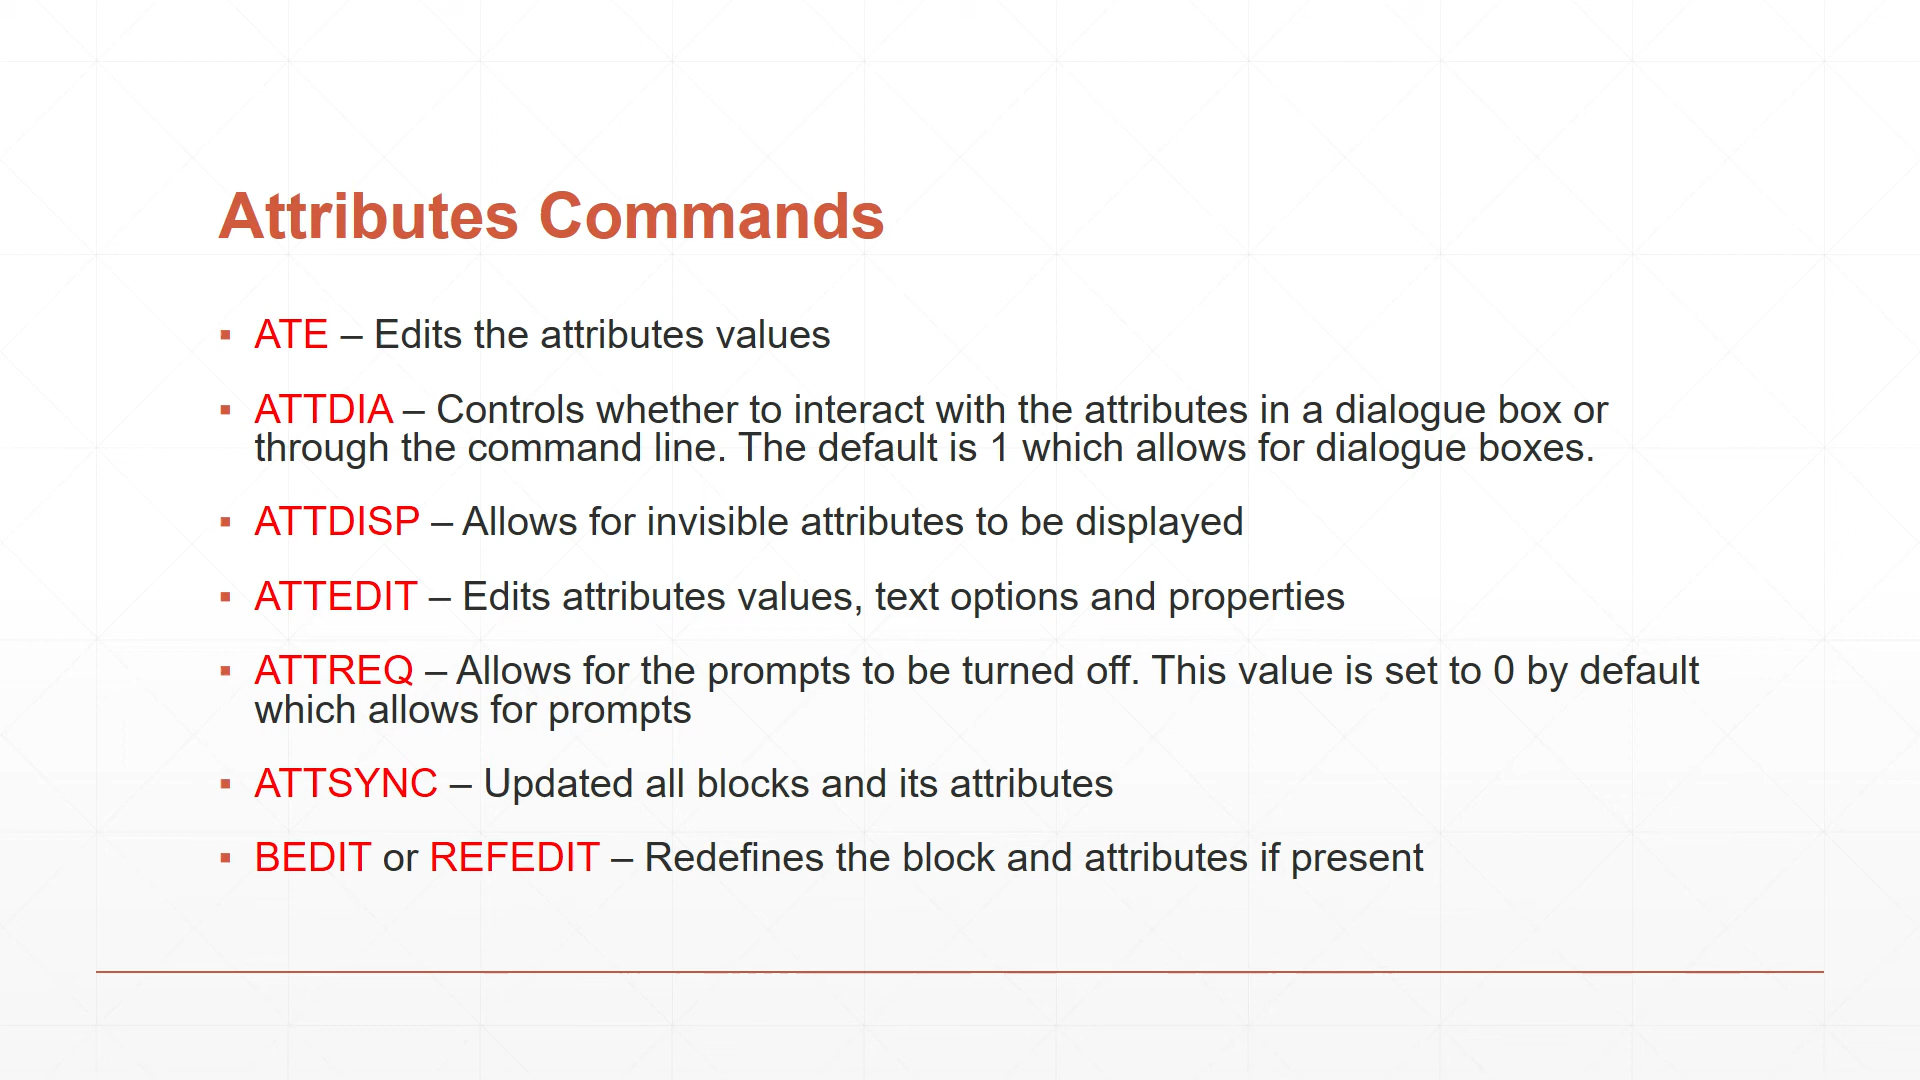 Attributes Commands
▪ ATE – Edits the attributes values
▪ ATTDIA – Controls whether to interact with the attributes in a dialogue box or
through the command line. The default is 1 which allows for dialogue boxes.
▪ ATTDISP – Allows for invisible attributes to be displayed
▪ ATTEDIT – Edits attributes values, text options and properties
▪ ATTREQ – Allows for the prompts to be turned off. This value is set to 0 by default
which allows for prompts
▪ ATTSYNC – Updated all blocks and its attributes
▪ BEDIT or REFEDIT – Redefines the block and attributes if present